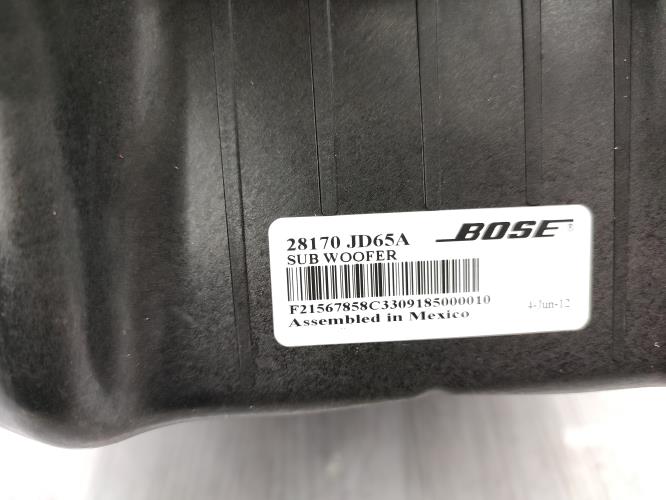 28170 JD65A BOSE®
SUB WOOFER
F21567858C3309185000010
4-Jun-12
Assembled in Mexico